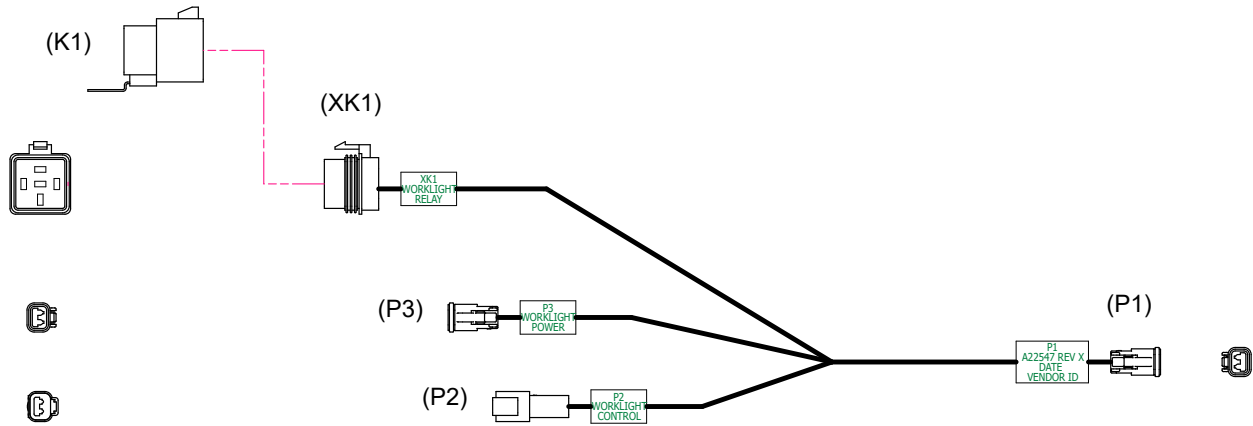 (K1)
(XK1)
XK1
WORKLIGHT
RELAY
(P3)
P3
WORKLIGHT
POWER
(P1)
P1
A22547 REV X
DATE
VENDOR ID
(P2)
P2
WORKLIGHT
CONTROL